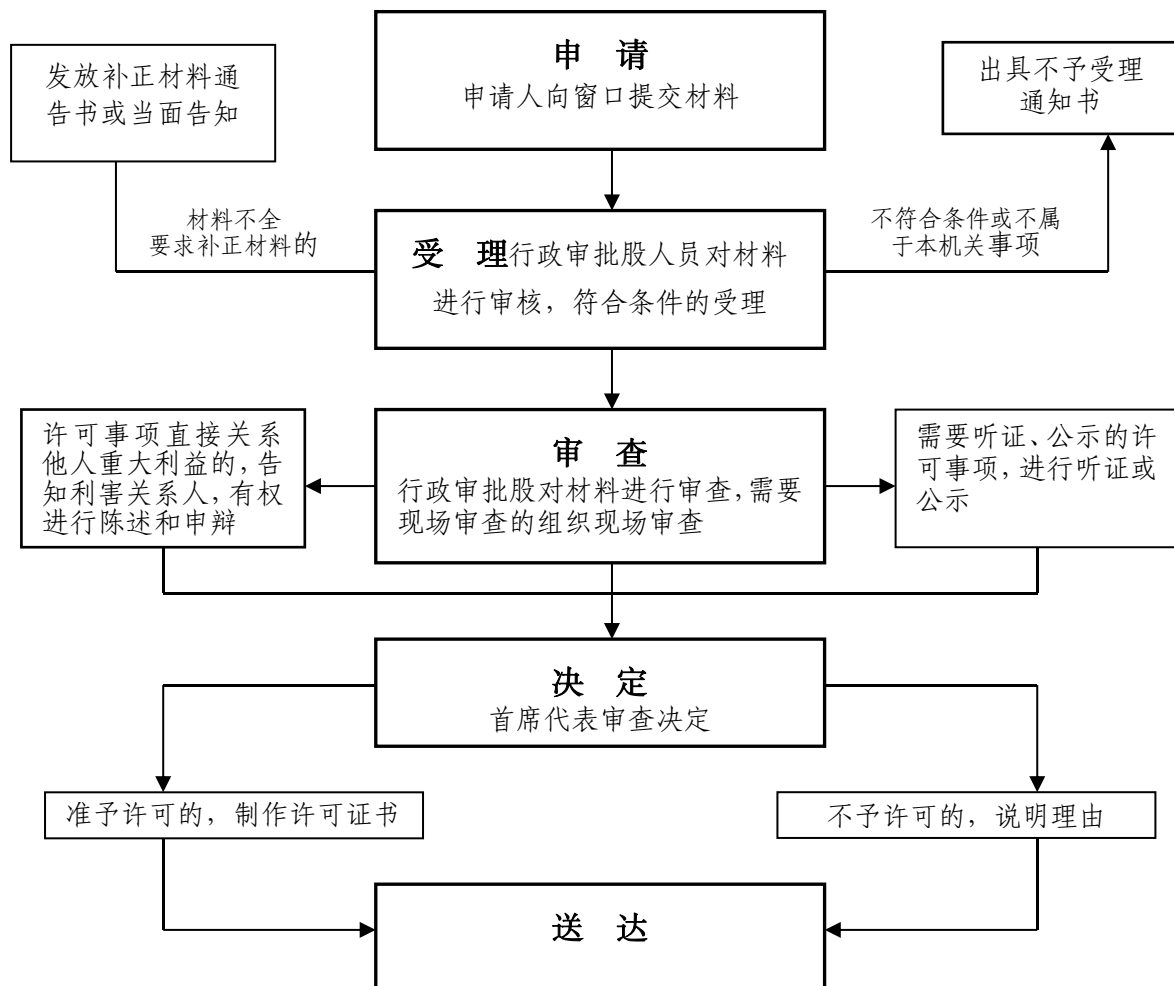 申 请
申请人向窗口提交材料
发放补正材料通
告书或当面告知
出具不予受理
通知书
材料不全
要求补正材料的
不符合条件或不属
于本机关事项
受 理行政审批股人员对材料
进行审核，符合条件的受理
许可事项直接关系
他人重大利益的，告
知利害关系人，有权
进行陈述和申辩
审 查
行政审批股对材料进行审查，需要
现场审查的组织现场审查
需要听证、公示的许
可事项，进行听证或
公示
决 定
首席代表审查决定
准予许可的，制作许可证书
不予许可的，说明理由
送 达